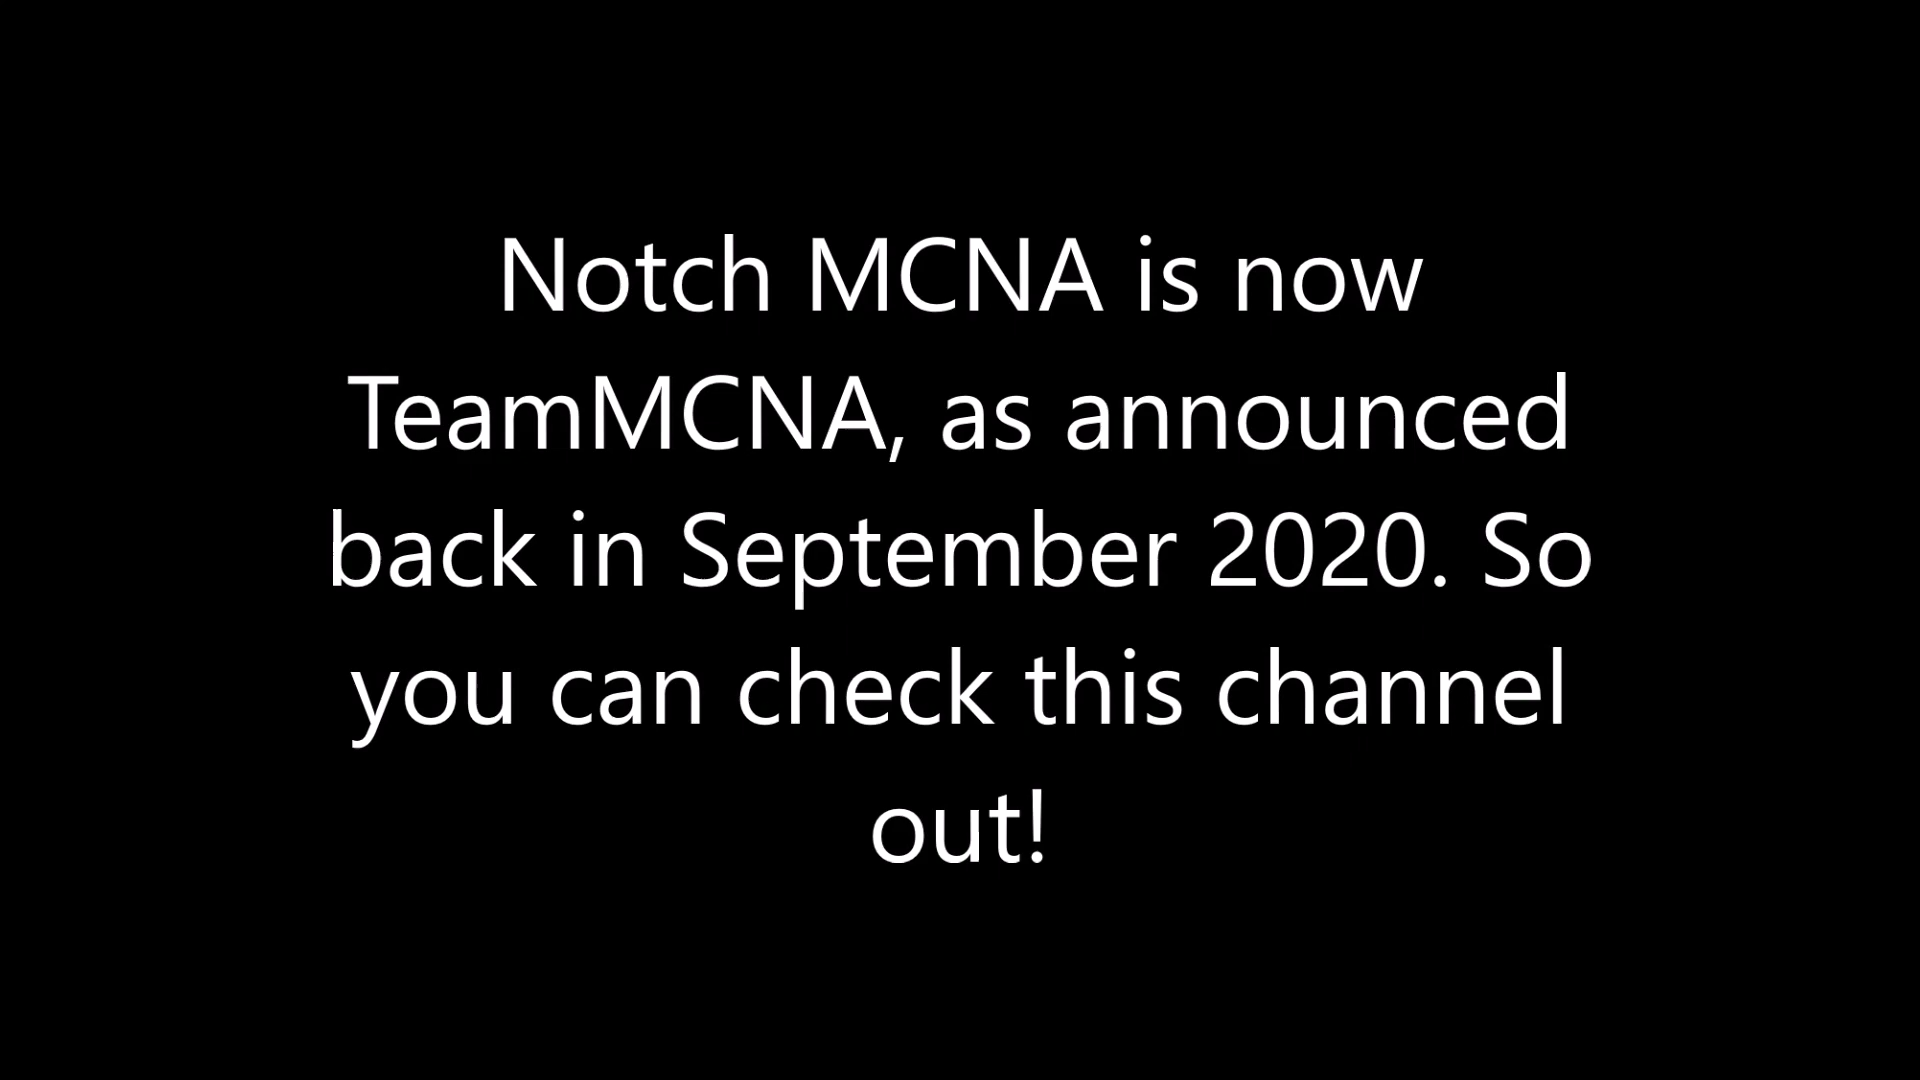 Notch MCNA is now
TeamMCNA, as announced
back in September 2020. So
you can check this channel
out!